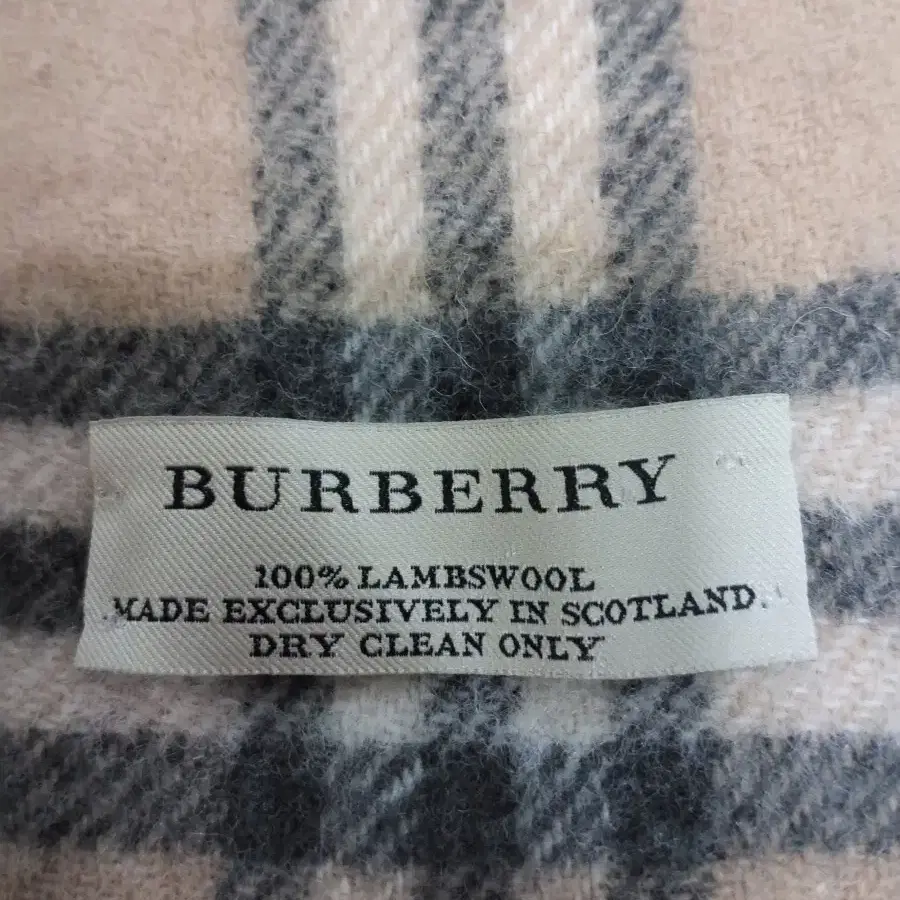 BURBERRY
100% LAMBSWOOL
MADE EXCLUSIVELY IN SCOTLAND
DRY CLEAN ONLY